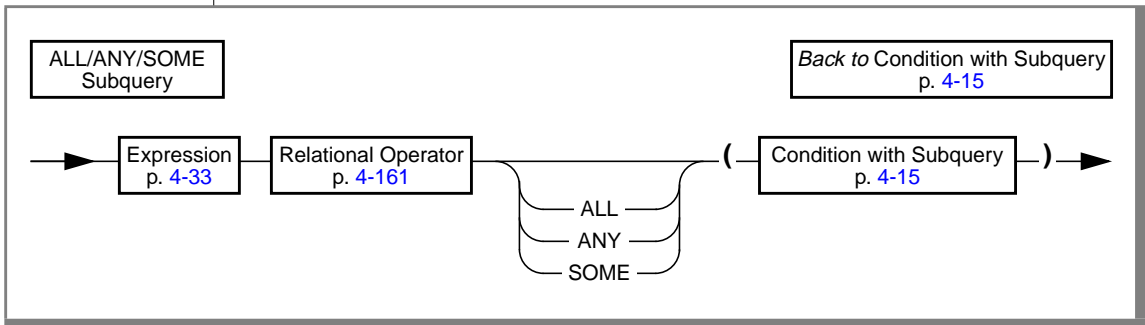 ALL/ANY/SOME
Subquery
Back to Condition with Subquery
p. 4-15
Expression
p. 4-33
Relational Operator
p. 4-161
ALL
ANY
SOME
(
Condition with Subquery
p. 4-15
)